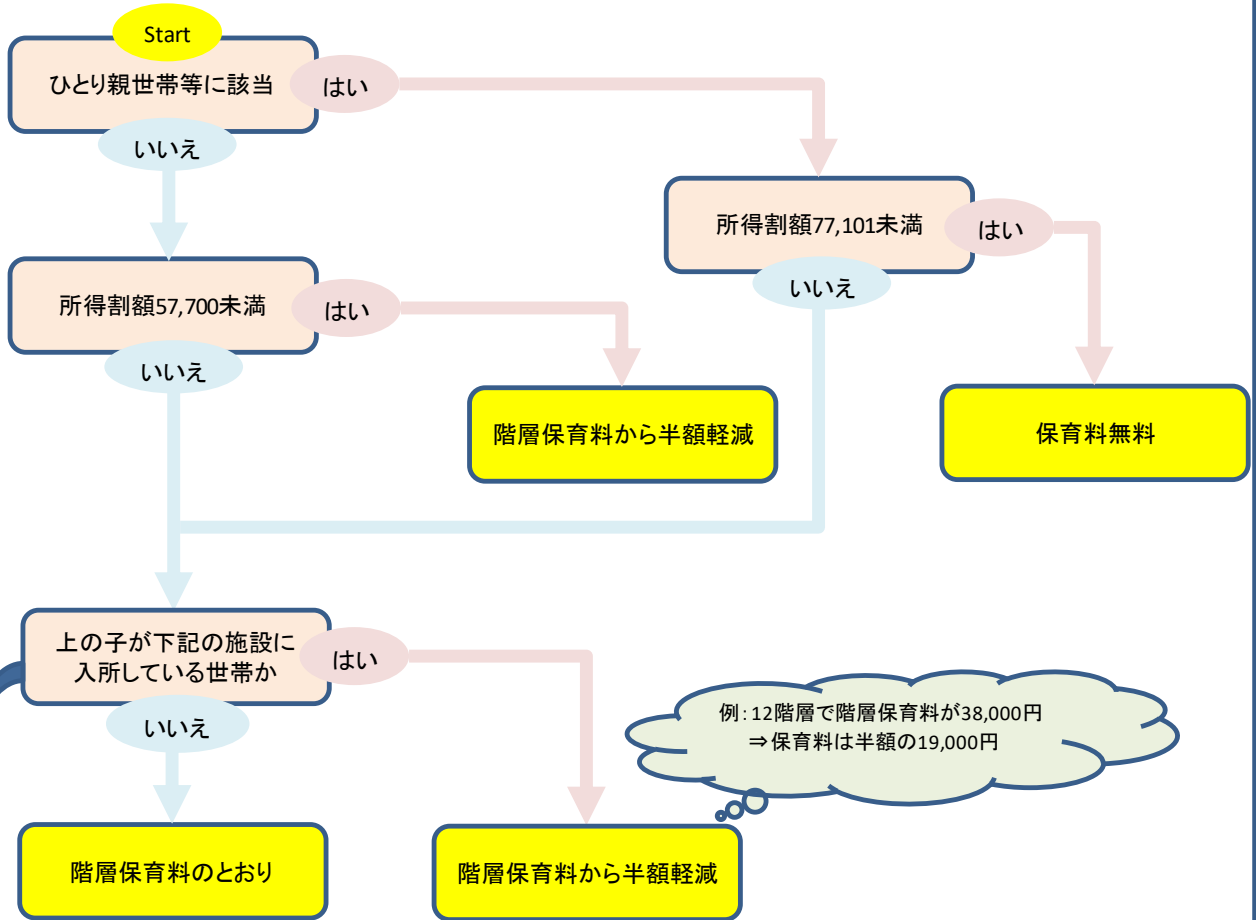 Start
ひとり親世帯等に該当
はい
いいえ
所得割額77,101未満
はい
いいえ
所得割額57,700未満
はい
いいえ
階層保育料から半額軽減
保育料無料
上の子が下記の施設に
入所している世帯か
はい
いいえ
例：12階層で階層保育料が38,000円
⇒保育料は半額の19,000円
階層保育料のとおり
階層保育料から半額軽減